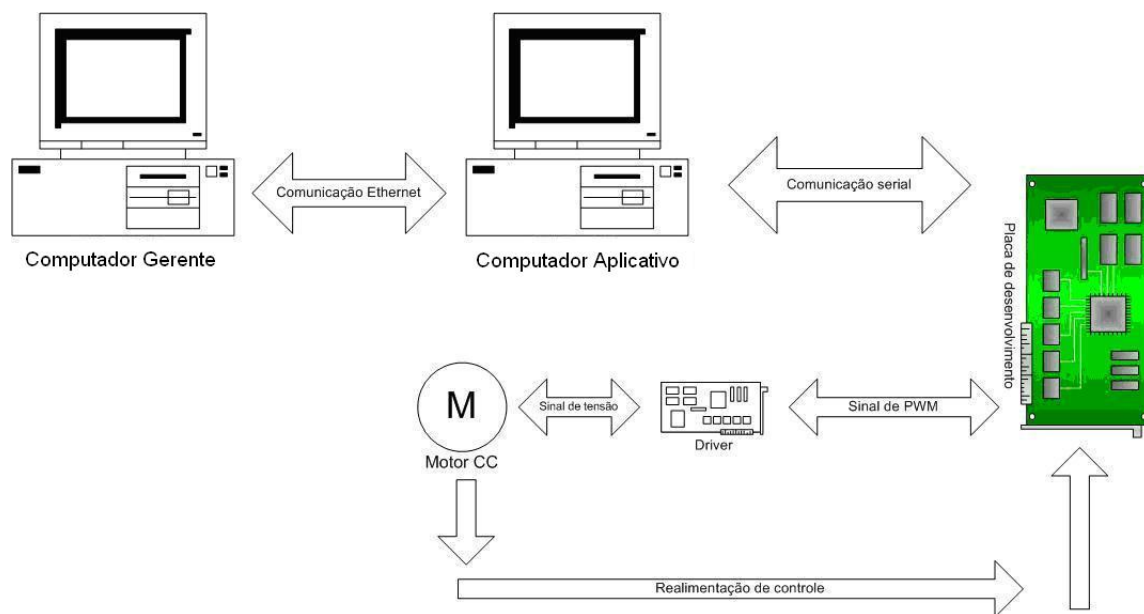 Comunicação Ethernet
Comunicação serial
Computador Gerente
Computador Aplicativo
Placa de desenvolvimento
M
Sinal de tensão
Sinal de PWM
Driver
Motor CC
Realimentação de controle